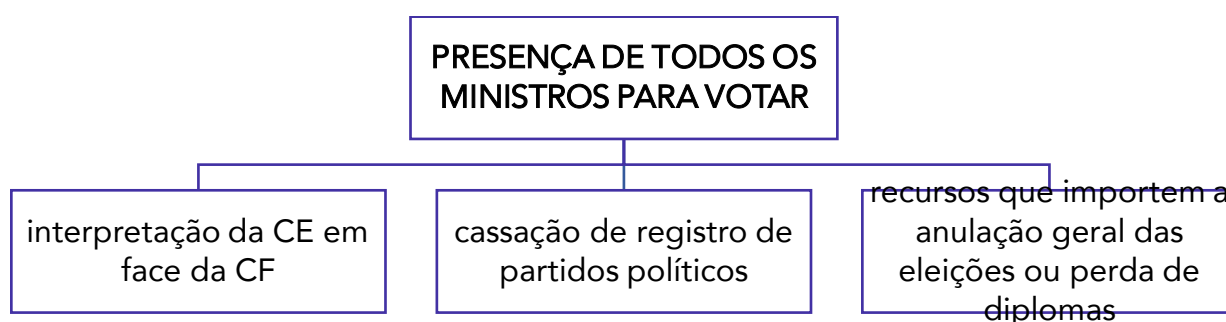 PRESENÇA DE TODOS OS
MINISTROS PARA VOTAR
interpretação da CE em
face da CF
cassação de registro de
partidos políticos
recursos que importem a
anulação geral das
eleições ou perda de
diplomas